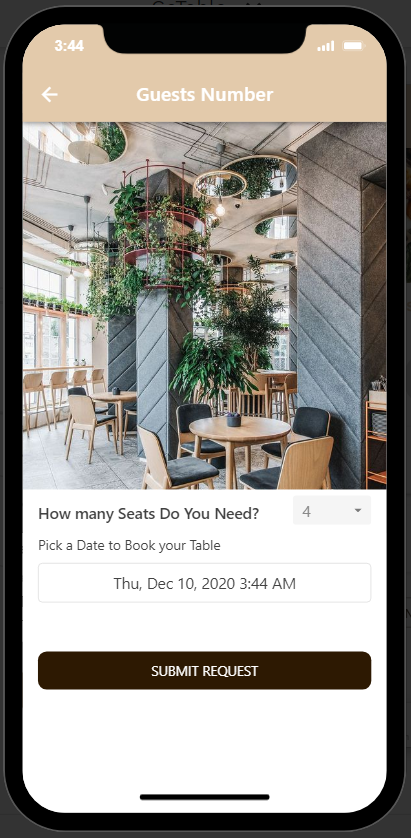 3:44
Guests Number
How many Seats Do You Need?
4
Pick a Date to Book your Table
Thu, Dec 10, 2020 3:44 AM
SUBMIT REQUEST